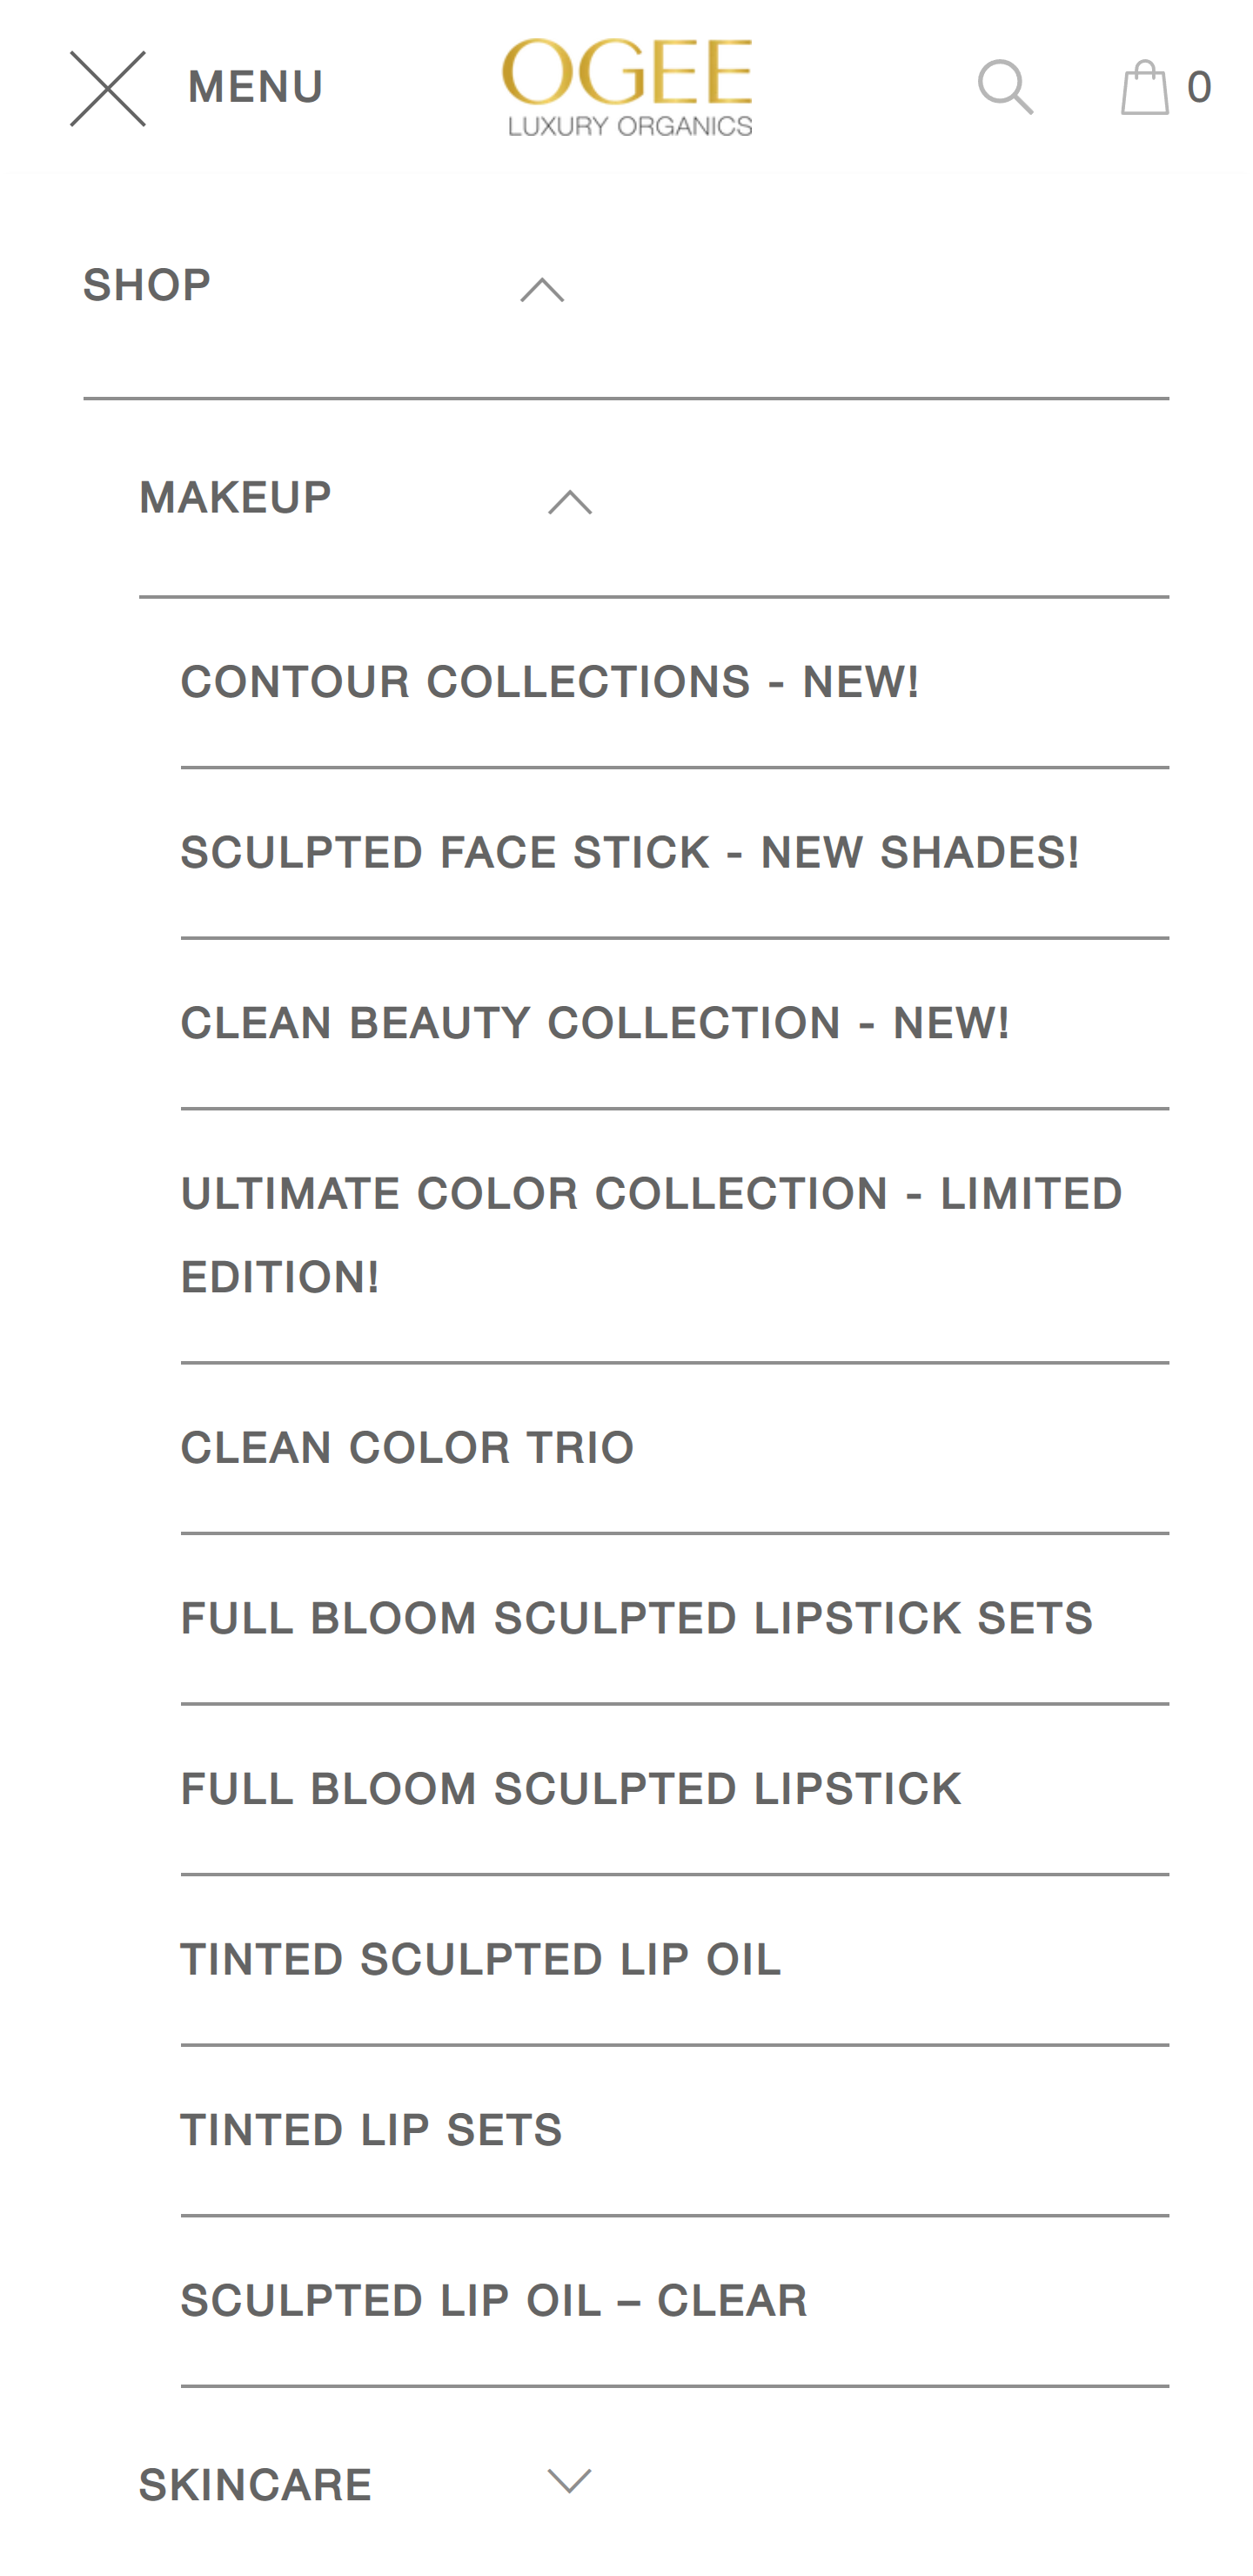 MENU
OGEE
LUXURY ORGANICS
0
SHOP
MAKEUP
CONTOUR COLLECTIONS - NEW!
SCULPTED FACE STICK - NEW SHADES!
CLEAN BEAUTY COLLECTION - NEW!
ULTIMATE COLOR COLLECTION - LIMITED
EDITION!
CLEAN COLOR TRIO
FULL BLOOM SCULPTED LIPSTICK SETS
FULL BLOOM SCULPTED LIPSTICK
TINTED SCULPTED LIP OIL
TINTED LIP SETS
SCULPTED LIP OIL – CLEAR
SKINCARE